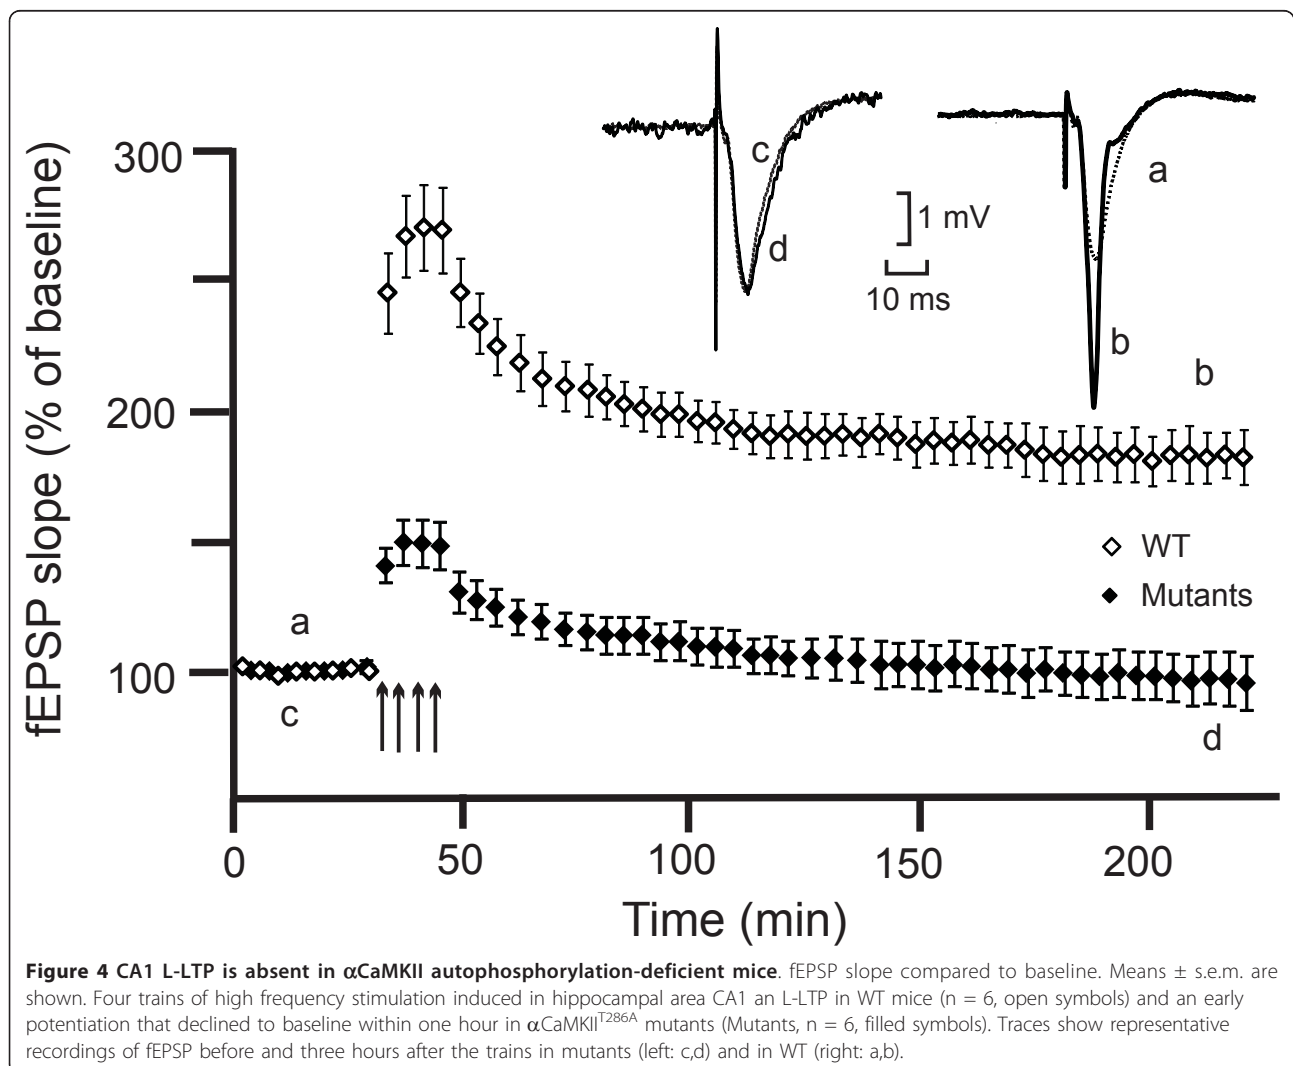 fEPSP slope (% of baseline)
300
200
100
c
d
a
b
1 mV
10 ms
b
WT
Mutants
a
c
d
0
50
100
150
200
Time (min)
Figure 4 CA1 L-LTP is absent in αCaMKII autophosphorylation-deficient mice. fEPSP slope compared to baseline. Means ± s.e.m. are
shown. Four trains of high frequency stimulation induced in hippocampal area CA1 an L-LTP in WT mice (n = 6, open symbols) and an early
potentiation that declined to baseline within one hour in αCaMKII^T286A mutants (Mutants, n = 6, filled symbols). Traces show representative
recordings of fEPSP before and three hours after the trains in mutants (left: c,d) and in WT (right: a,b).